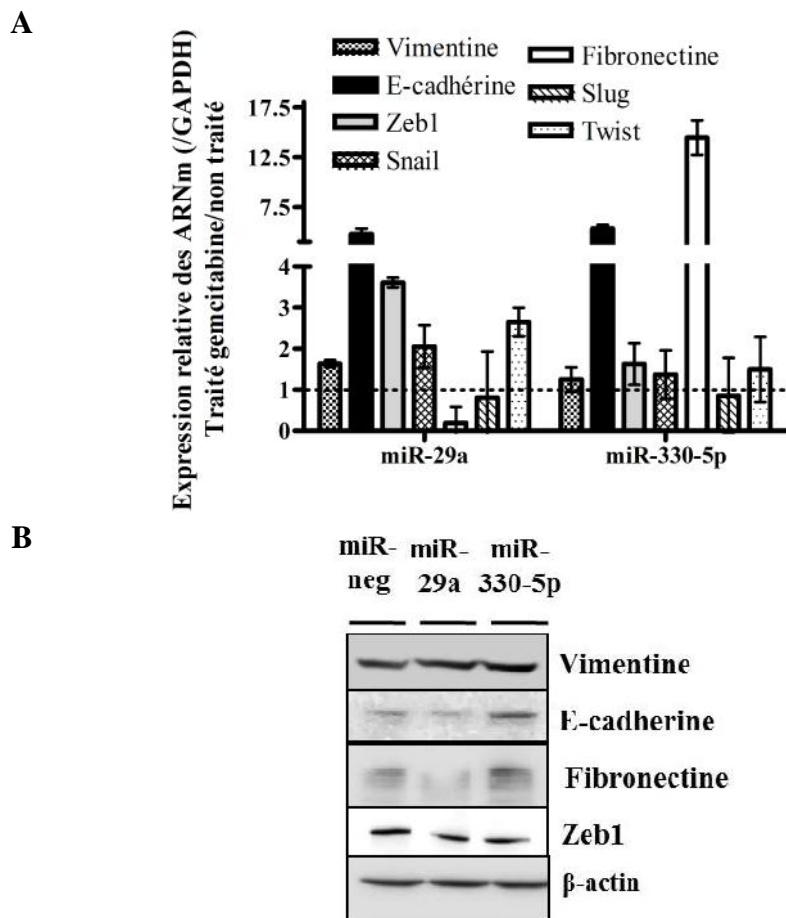 A
Expression relative des ARNm (/GAPDH)
Traité gemcitabine/non traité
Vimentine
E-cadhérine
Zeb1
Snail
Fibronectine
Slug
Twist
17.5
12.5
7.5
4
3
2
1
0
miR-29a
miR-330-5p
B
miR-
neg
miR-
29a
miR-
330-5p
Vimentine
E-cadherine
Fibronectine
Zeb1
β-actin